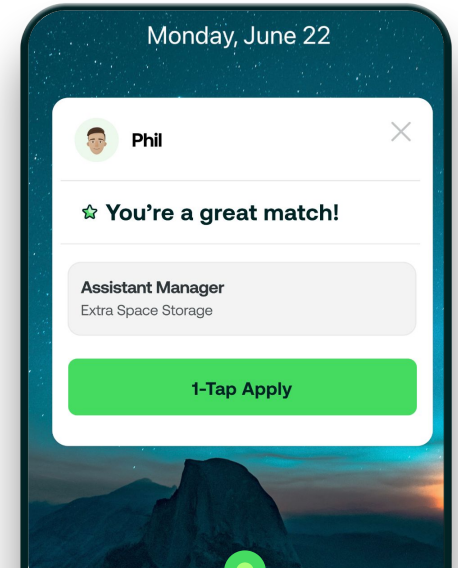 Monday, June 22
Phil
You’re a great match!
Assistant Manager
Extra Space Storage
1-Tap Apply